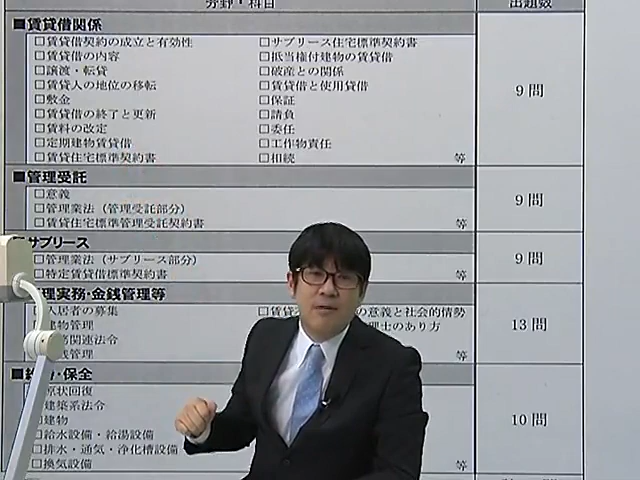 分野・科目 出題数
■賃貸借関係
□賃貸借契約の成立と有効性 □サブリース住宅標準契約書
□賃貸借の内容 □抵当権付建物の賃貸借
□譲渡・転貸 □破産との関係
□賃貸人の地位の移転 □賃貸借と使用貸借
□敷金 □保証
□賃貸借の終了と更新 □請負
□賃料の改定 □委任
□定期建物賃貸借 □工作物責任
□賃貸住宅標準契約書 □相続 等
9問
■管理受託
□意義
□管理業法（管理受託部分）
□賃貸住宅標準管理受託契約書 等
9問
サブリース
□管理業法（サブリース部分）
□特定賃貸借標準契約書 等
9問
理実務・金銭管理等
入居者の募集 の意義と社会的情勢
建物管理 理士のあり方
関連法令
管理 等
13問
・保全
原状回復
建築系法令
建物
□給水設備・給湯設備
□排水・通気・浄化槽設備
□換気設備 等
10問